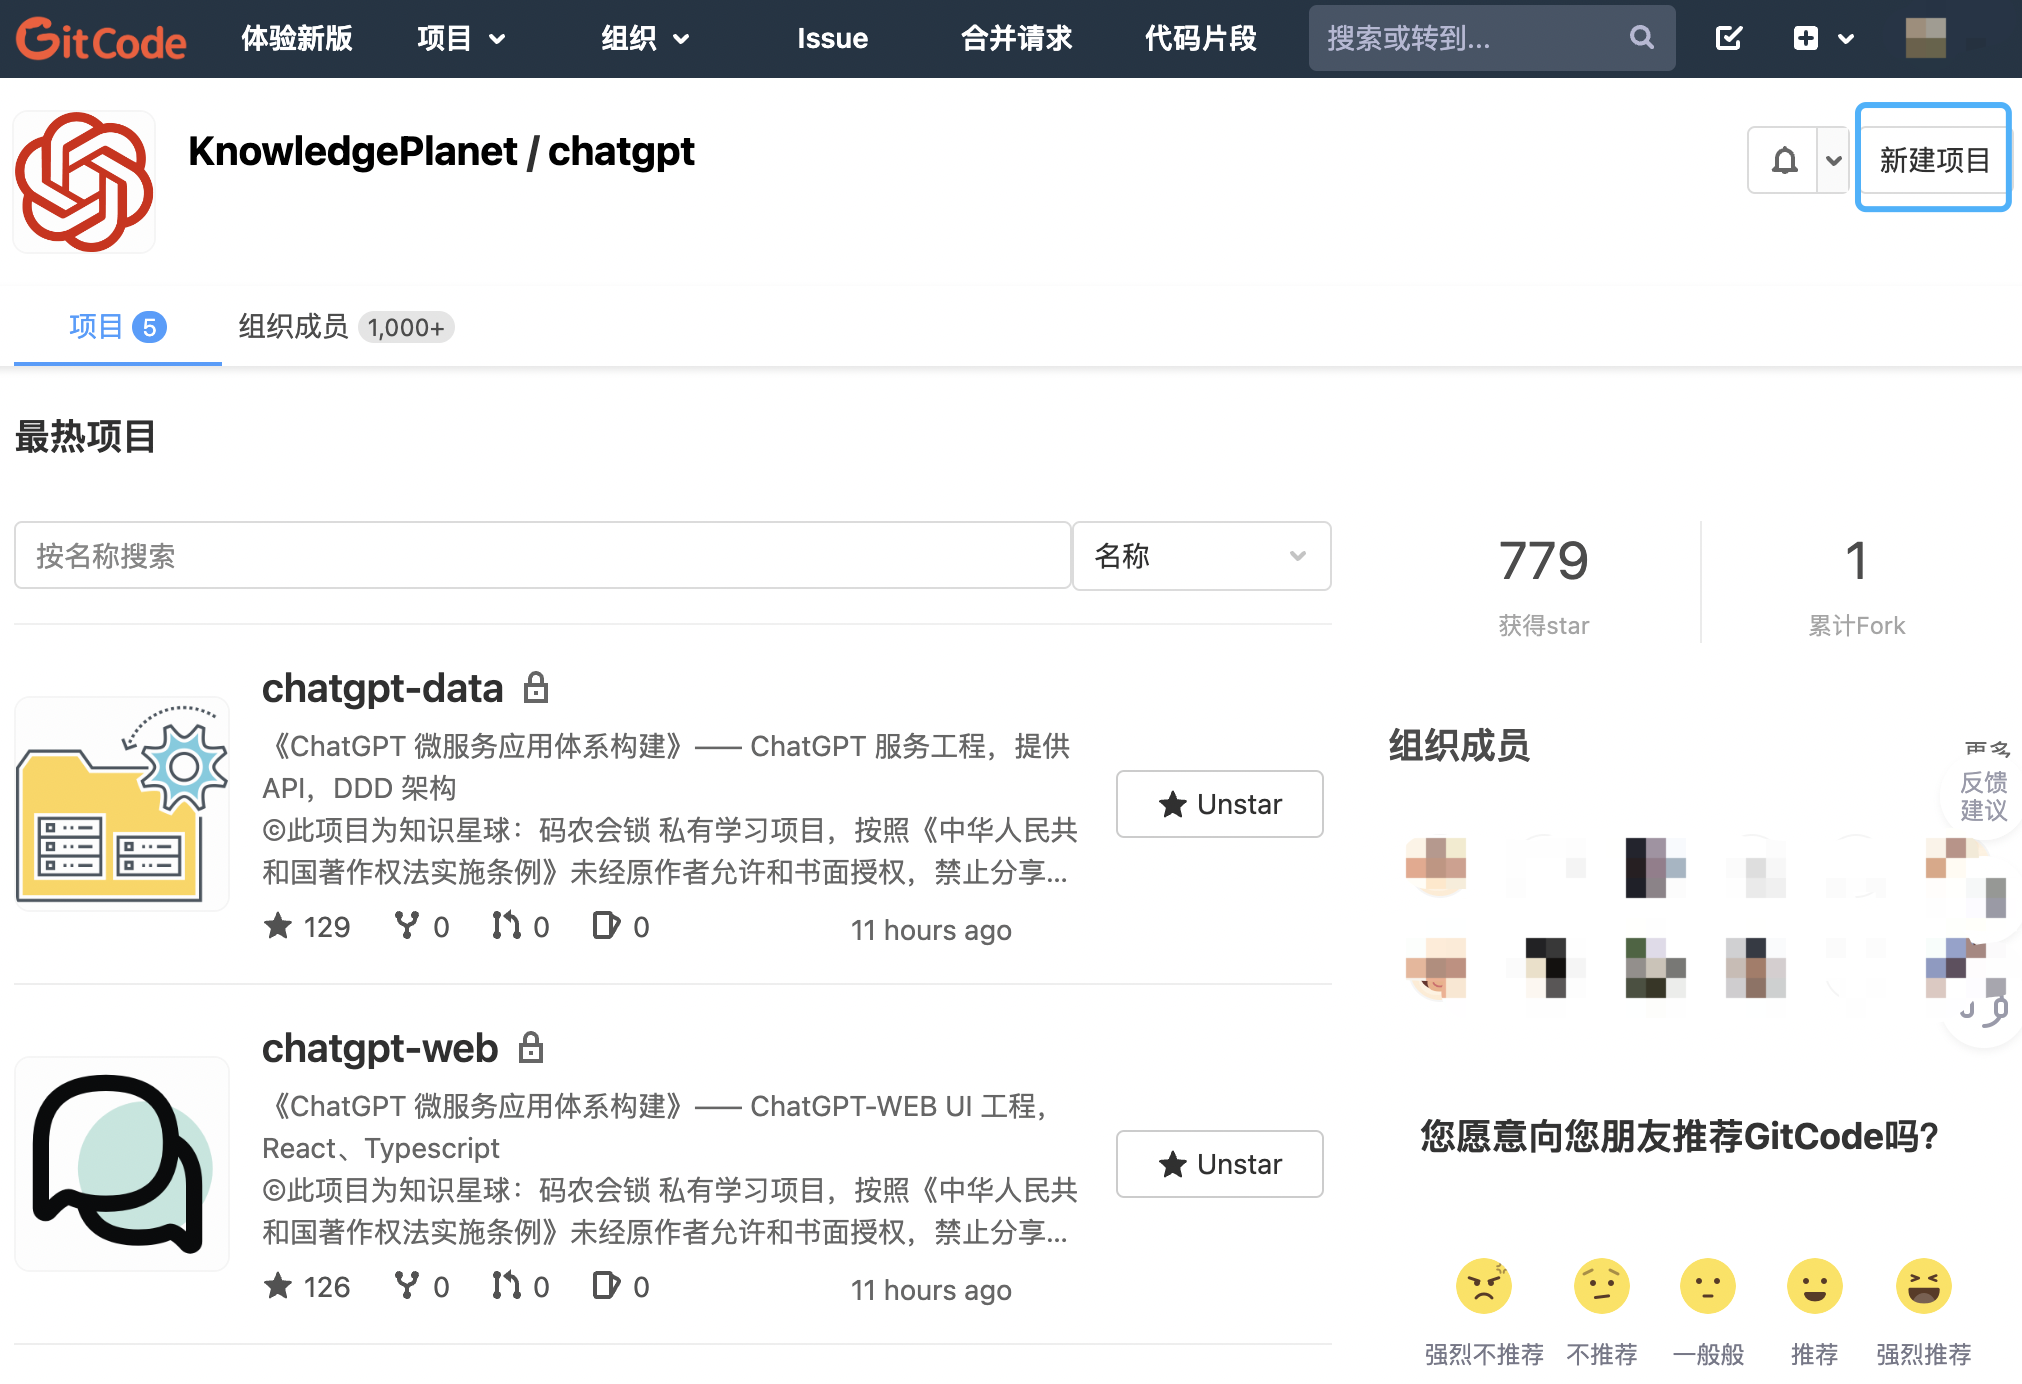 GitCode 体验新版 项目 组织 Issue 合并请求 代码片段 搜索或转到...
KnowledgePlanet / chatgpt
新建项目
项目 5 组织成员 1,000+
最热项目
按名称搜索 名称
779 1
获得star 累计Fork
chatgpt-data
《ChatGPT 微服务应用体系构建》—— ChatGPT 服务工程，提供
API，DDD 架构
©此项目为知识星球：码农会锁 私有学习项目，按照《中华人民共
和国著作权法实施条例》未经原作者允许和书面授权，禁止分享...
Unstar
129 0 0 0 11 hours ago
组织成员 更多
反馈
建议
chatgpt-web
《ChatGPT 微服务应用体系构建》—— ChatGPT-WEB UI 工程，
React、Typescript
©此项目为知识星球：码农会锁 私有学习项目，按照《中华人民共
和国著作权法实施条例》未经原作者允许和书面授权，禁止分享...
Unstar
126 0 0 0 11 hours ago
您愿意向您朋友推荐GitCode吗?
强烈不推荐 不推荐 一般般 推荐 强烈推荐